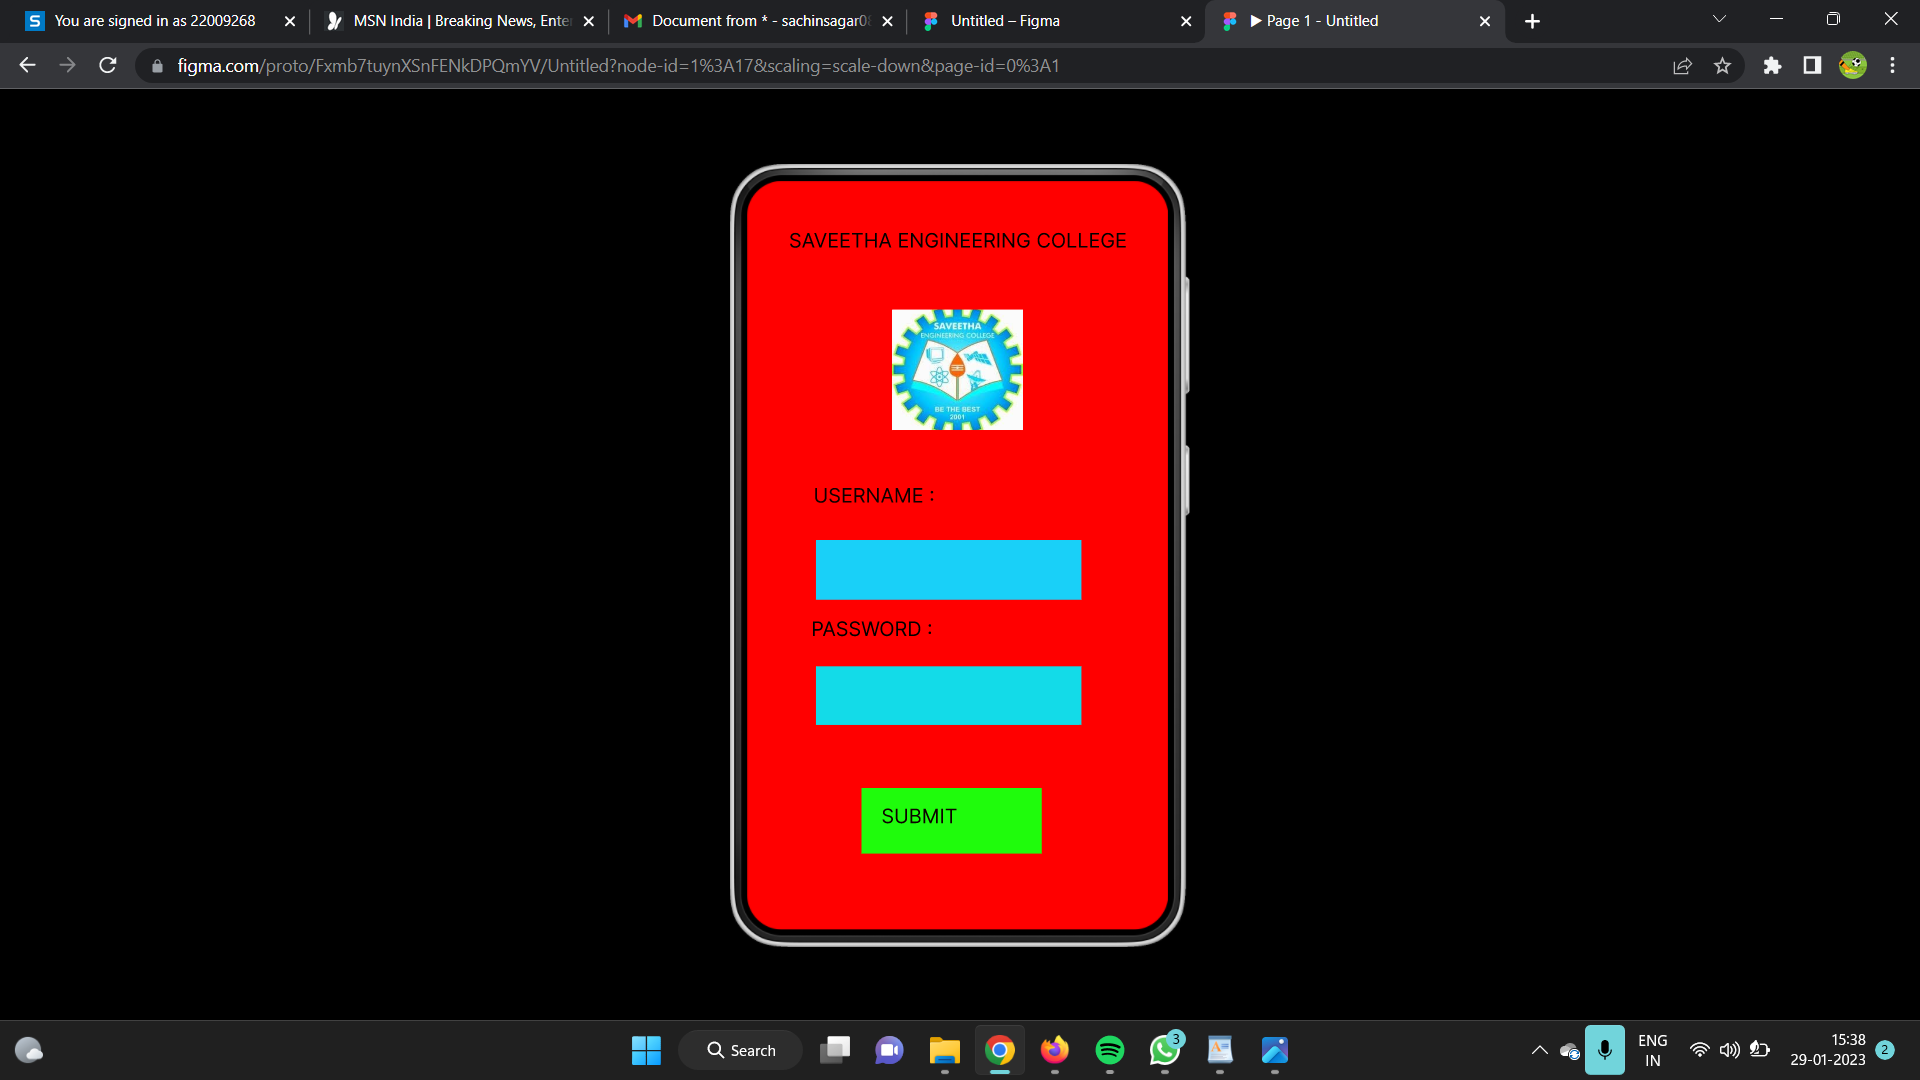 You are signed in as 22009268
MSN India | Breaking News, Ente
Document from * - sachinsagar08
Untitled – Figma
▶ Page 1 - Untitled
figma.com/proto/Fxmb7tuynXSnFENkDPQmYV/Untitled?node-id=1%3A17&scaling=scale-down&page-id=0%3A1
SAVEETHA ENGINEERING COLLEGE
SAVEETHA
ENGINEERING COLLEGE
BE THE BEST
2001
USERNAME :
PASSWORD :
SUBMIT
Search
3
ENG
IN
15:38
29-01-2023
2